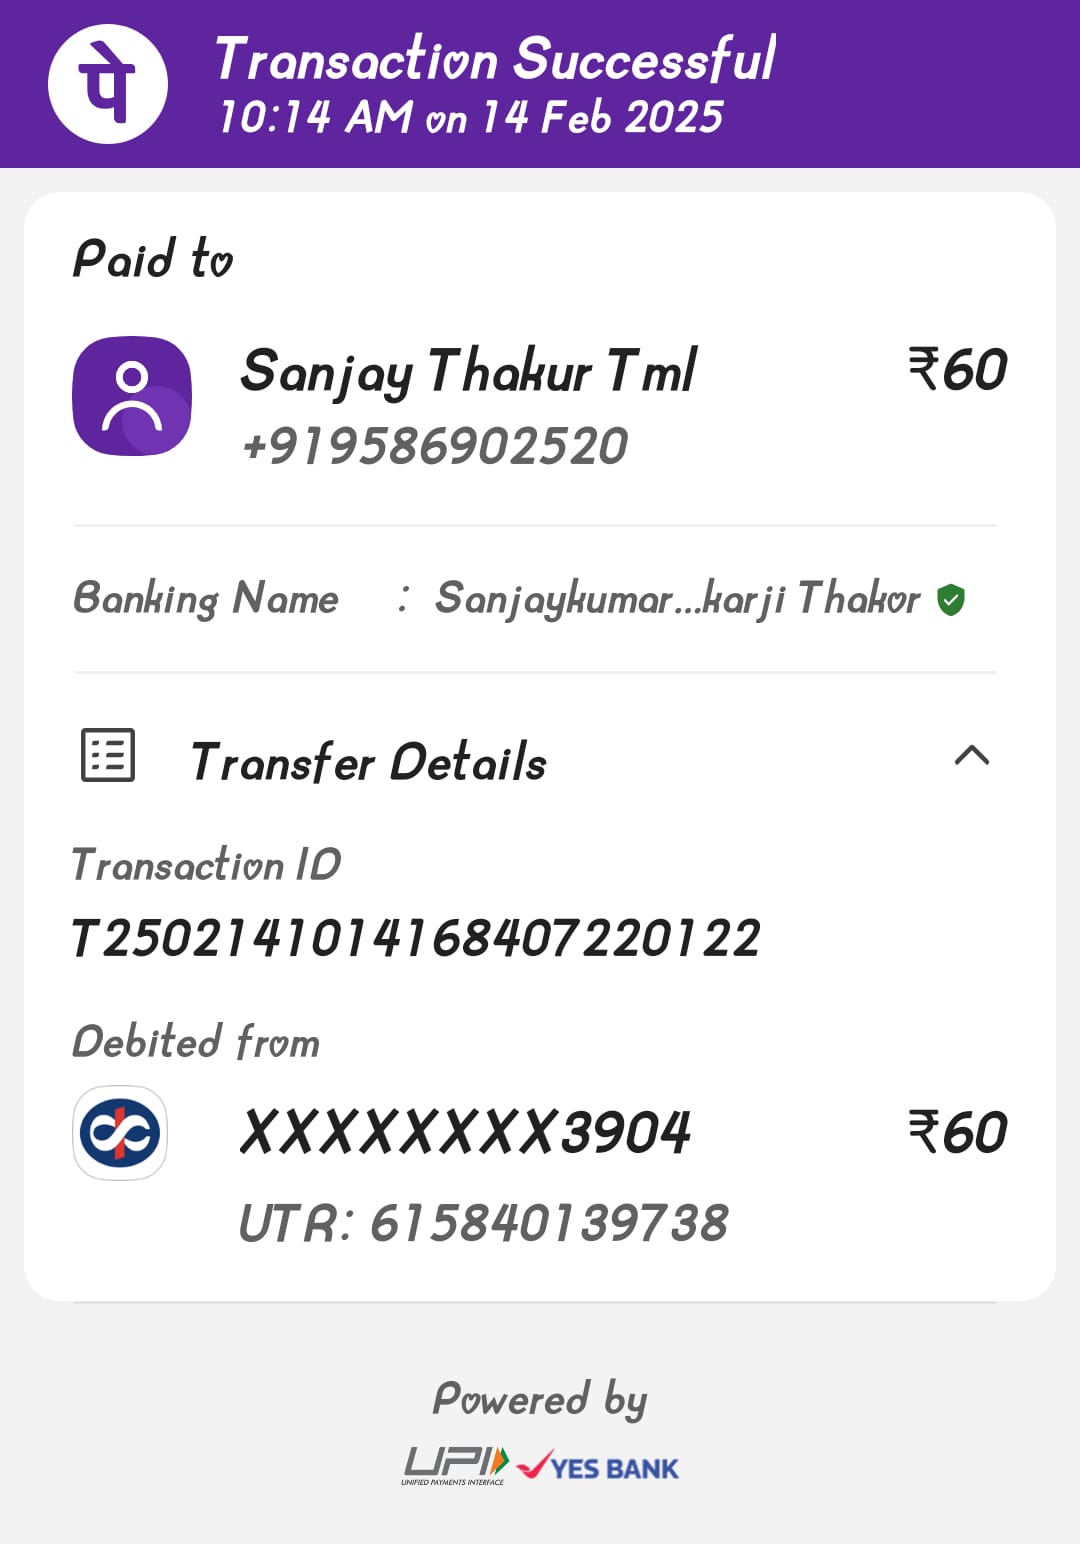 पे
Transaction Successful
10:14 AM on 14 Feb 2025
Paid to
Sanjay Thakur Tml ₹60
+919586902520
Banking Name : Sanjaykumar...karji Thakor
Transfer Details
Transaction ID
T2502141014168407220122
Debited from
XXXXXXXX3904 ₹60
UTR: 615840139738
Powered by
UPI YES BANK
UNIFIED PAYMENTS INTERFACE